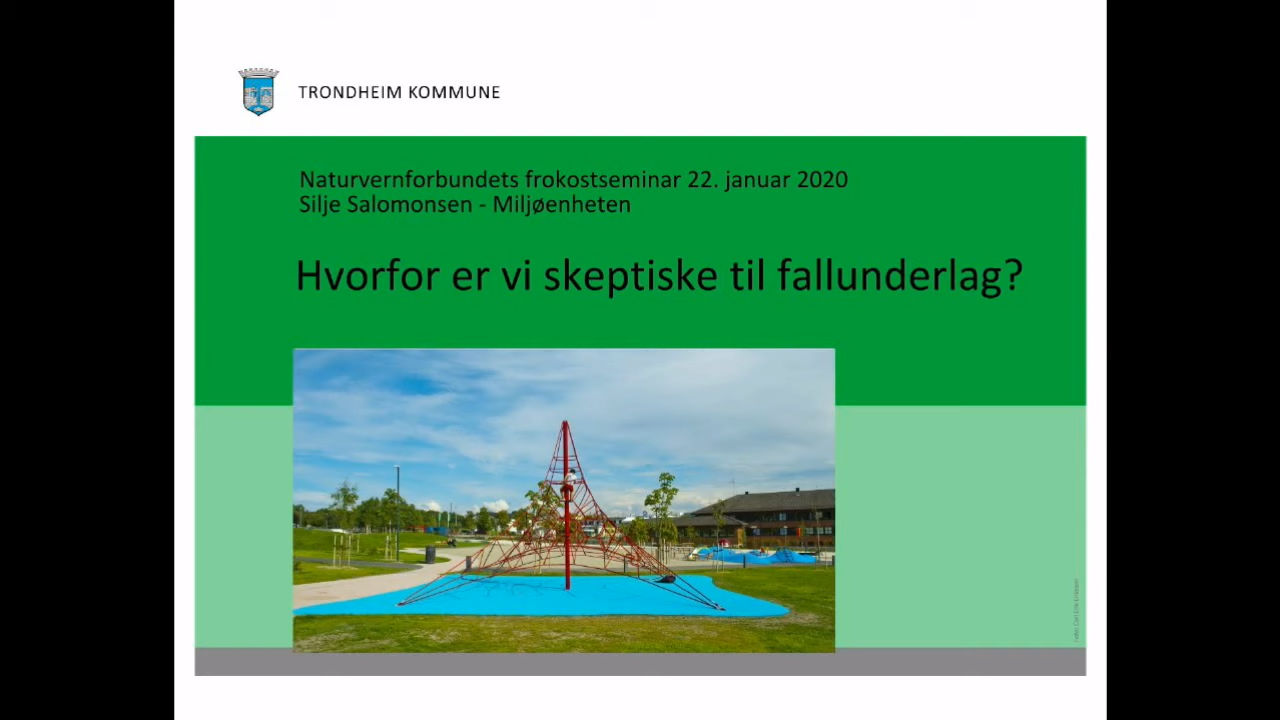 TRONDHEIM KOMMUNE
Naturvernforbundets frokostseminar 22. januar 2020
Silje Salomonsen - Miljøenheten
Hvorfor er vi skeptiske til fallunderlag?